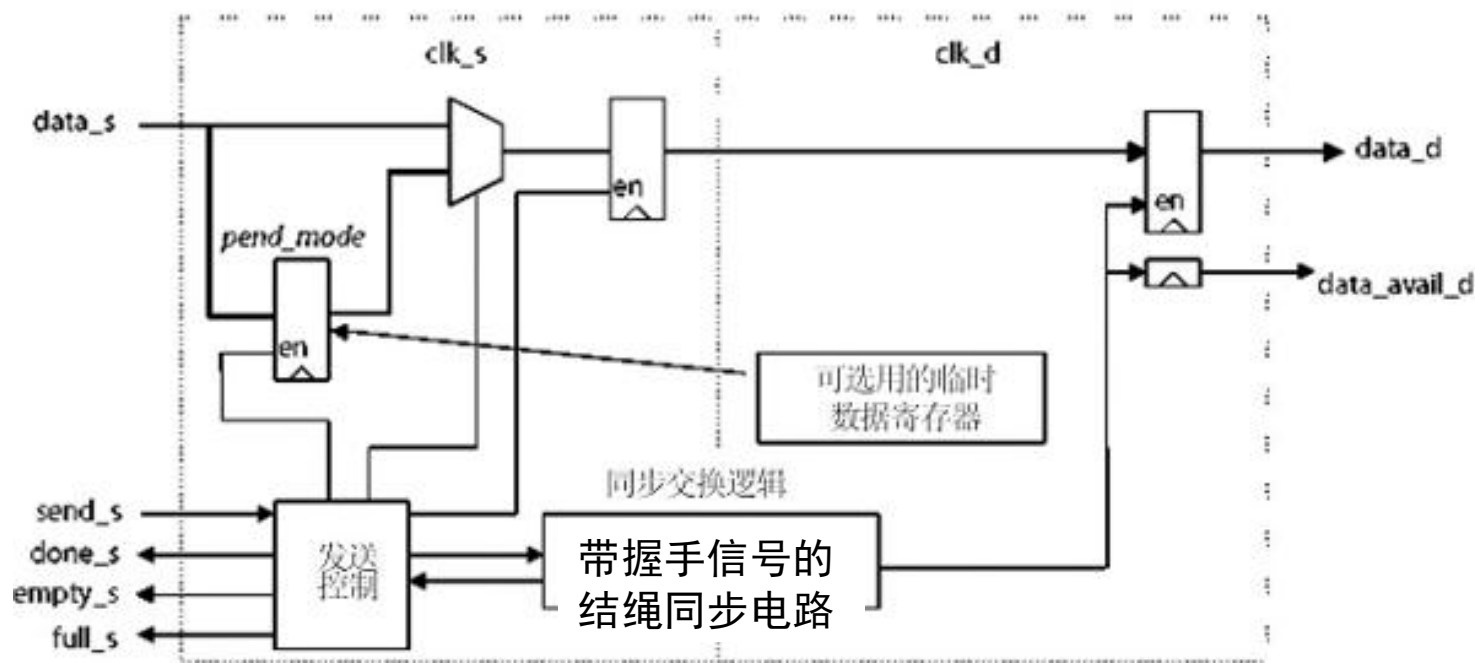 clk_s
clk_d
data_s
data_d
en
en
pend_mode
data_avail_d
en
可选用的临时
数据寄存器
同步交换逻辑
send_s
done_s
empty_s
full_s
发送
控制
带握手信号的
结绳同步电路